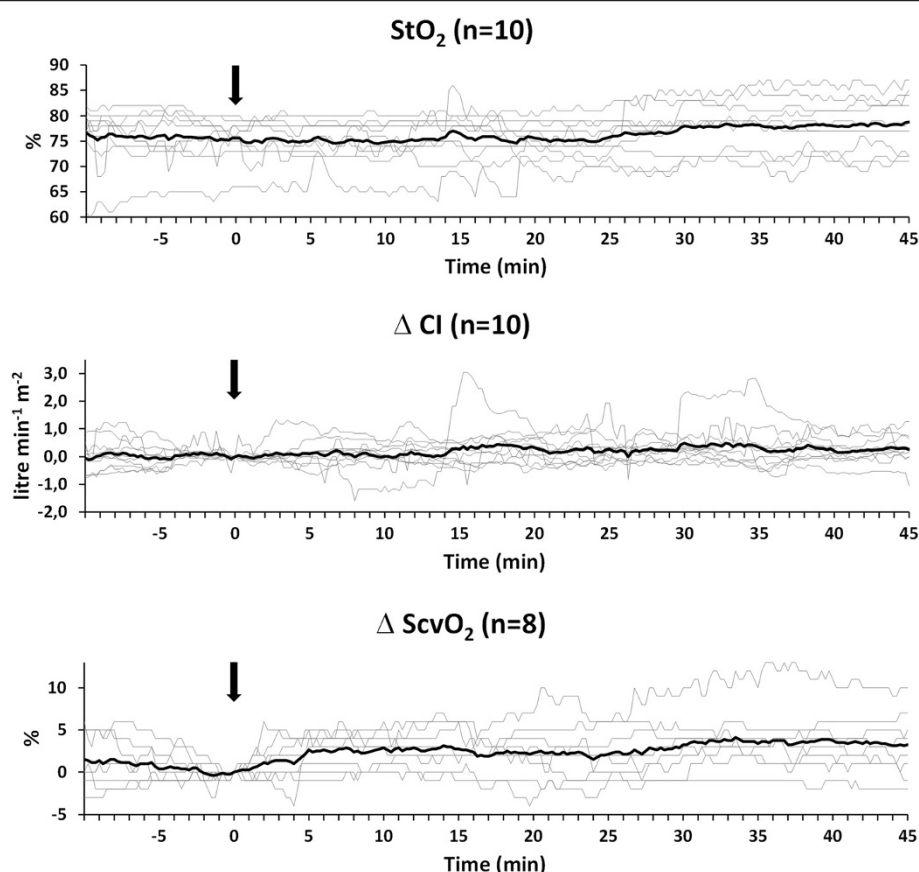 StO₂ (n=10)
90
85
80
75
70
65
60
%
-5 0 5 10 15 20 25 30 35 40 45
Time (min)
Δ CI (n=10)
3,0
2,0
1,0
0,0
-1,0
-2,0
litre min⁻¹ m⁻²
-5 0 5 10 15 20 25 30 35 40 45
Time (min)
Δ ScvO₂ (n=8)
10
5
0
-5
%
-5 0 5 10 15 20 25 30 35 40 45
Time (min)